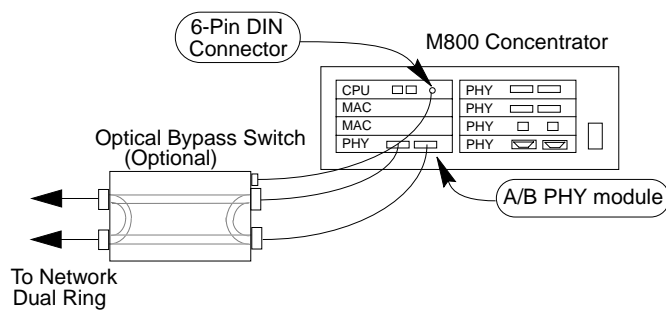 6-Pin DIN
Connector
M800 Concentrator
CPU
PHY
MAC
PHY
MAC
PHY
PHY
PHY
Optical Bypass Switch
(Optional)
A/B PHY module
To Network
Dual Ring